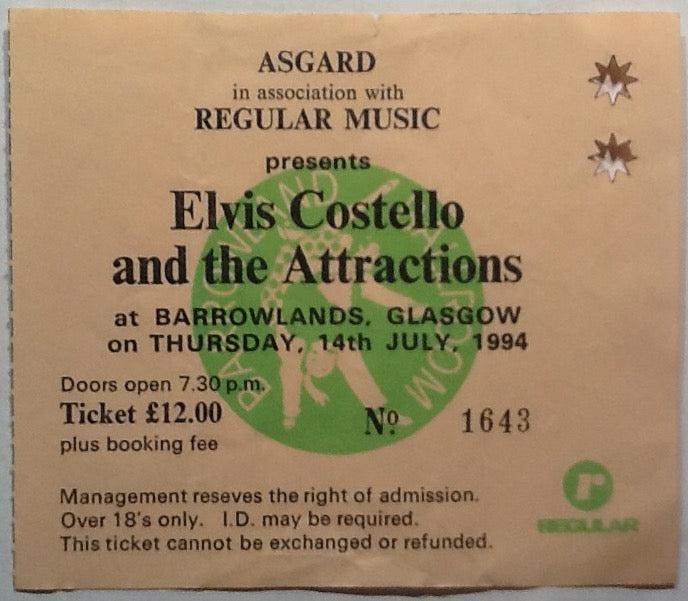 ASGARD
in association with
REGULAR MUSIC
presents
Elvis Costello
and the Attractions
at BARROWLANDS, GLASGOW
on THURSDAY, 14th JULY, 1994
Doors open 7.30 p.m.
Ticket £12.00
plus booking fee
Nº 1643
Management reseves the right of admission.
Over 18's only. I.D. may be required.
This ticket cannot be exchanged or refunded.
BARROWLAND BALLROOM
r
REGULAR